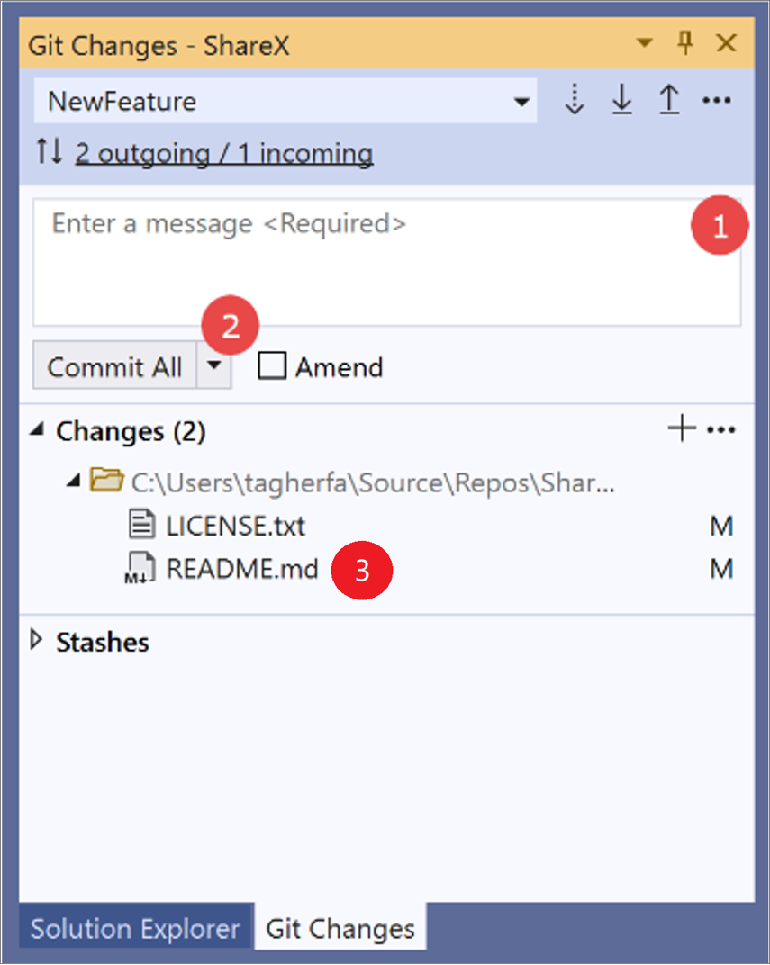 Git Changes - ShareX
NewFeature
2 outgoing / 1 incoming
Enter a message <Required>
1
2
Commit All
Amend
Changes (2)
C:\Users\tagherfa\Source\Repos\Shar...
LICENSE.txt M
M↓ README.md 3 M
Stashes
Solution Explorer Git Changes